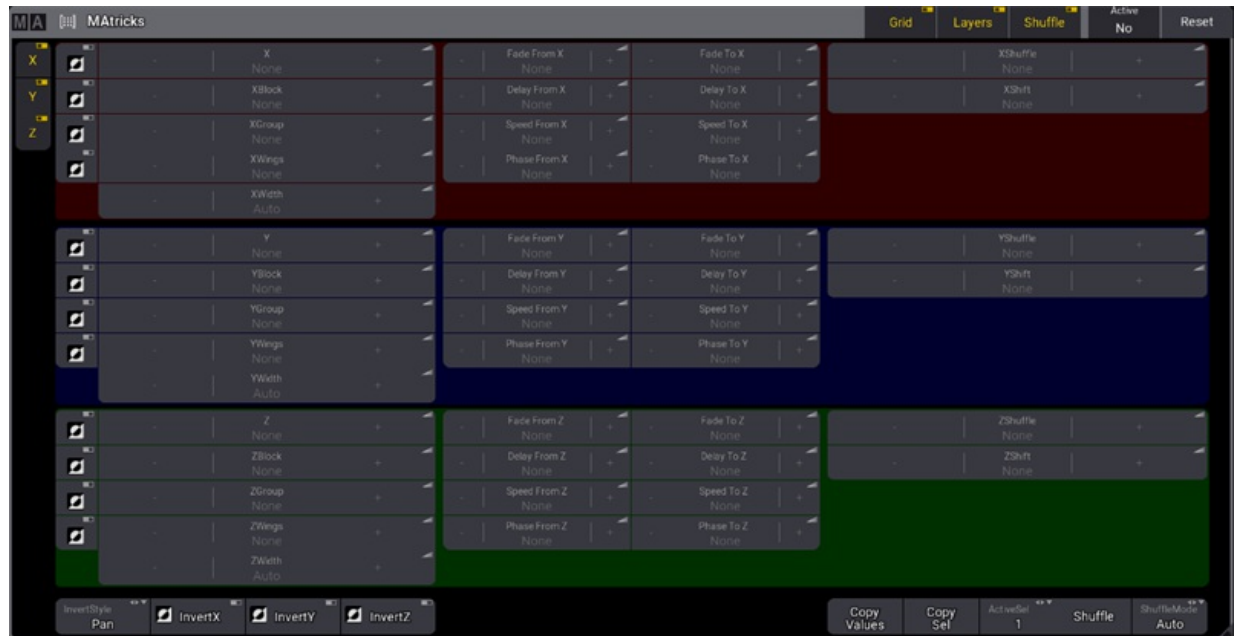 MA MAtricks Grid Layers Shuffle Active No Reset
X
Y
Z
- X None +
- Fade From X None + - Fade To X None +
- XShuffle None +
- XBlock None +
- Delay From X None + - Delay To X None +
- XShift None +
- XGroup None +
- Speed From X None + - Speed To X None +
- XWings None +
- Phase From X None + - Phase To X None +
- XWidth Auto +
- Y None +
- Fade From Y None + - Fade To Y None +
- YShuffle None +
- YBlock None +
- Delay From Y None + - Delay To Y None +
- YShift None +
- YGroup None +
- Speed From Y None + - Speed To Y None +
- YWings None +
- Phase From Y None + - Phase To Y None +
- YWidth Auto +
- Z None +
- Fade From Z None + - Fade To Z None +
- ZShuffle None +
- ZBlock None +
- Delay From Z None + - Delay To Z None +
- ZShift None +
- ZGroup None +
- Speed From Z None + - Speed To Z None +
- ZWings None +
- Phase From Z None + - Phase To Z None +
- ZWidth Auto +
InvertStyle Pan
InvertX
InvertY
InvertZ
Copy Values
Copy Sel
ActiveSel 1
Shuffle
ShuffleMode Auto